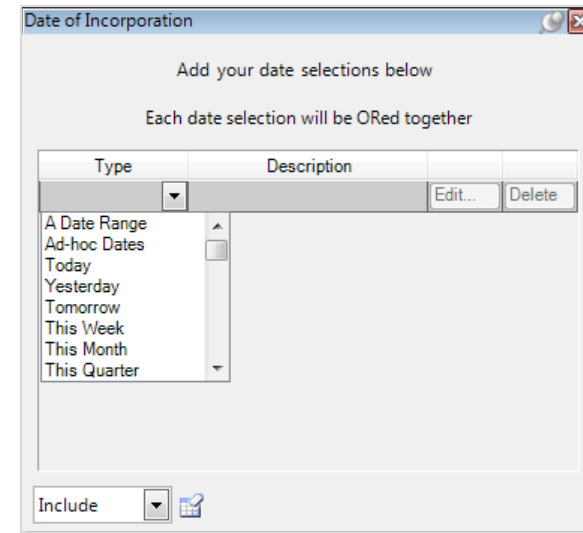 Date of Incorporation
Add your date selections below
Each date selection will be ORed together
Type Description
Edit... Delete
A Date Range
Ad-hoc Dates
Today
Yesterday
Tomorrow
This Week
This Month
This Quarter
Include